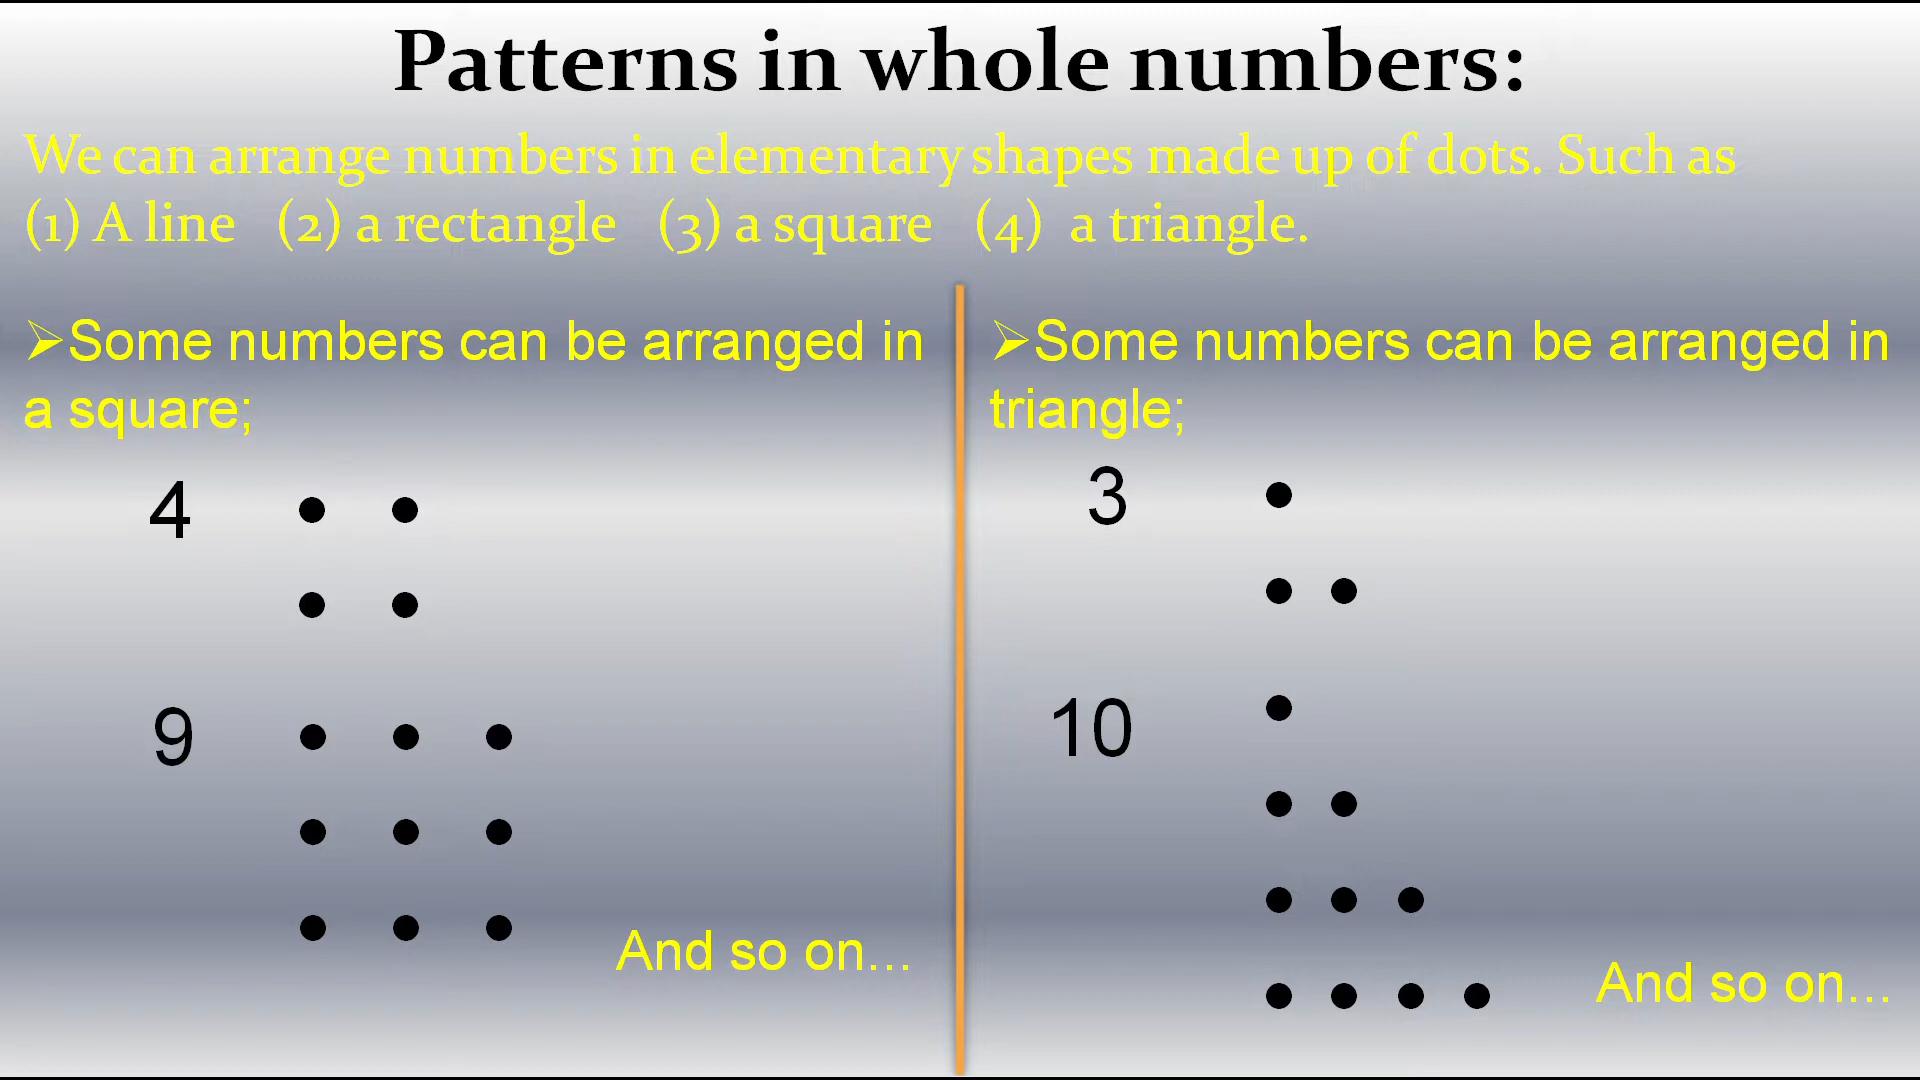 Patterns in whole numbers:
We can arrange numbers in elementary shapes made up of dots. Such as
(1) A line (2) a rectangle (3) a square (4) a triangle.
➢Some numbers can be arranged in
a square;
4
9
And so on...
➢Some numbers can be arranged in
triangle;
3
10
And so on...